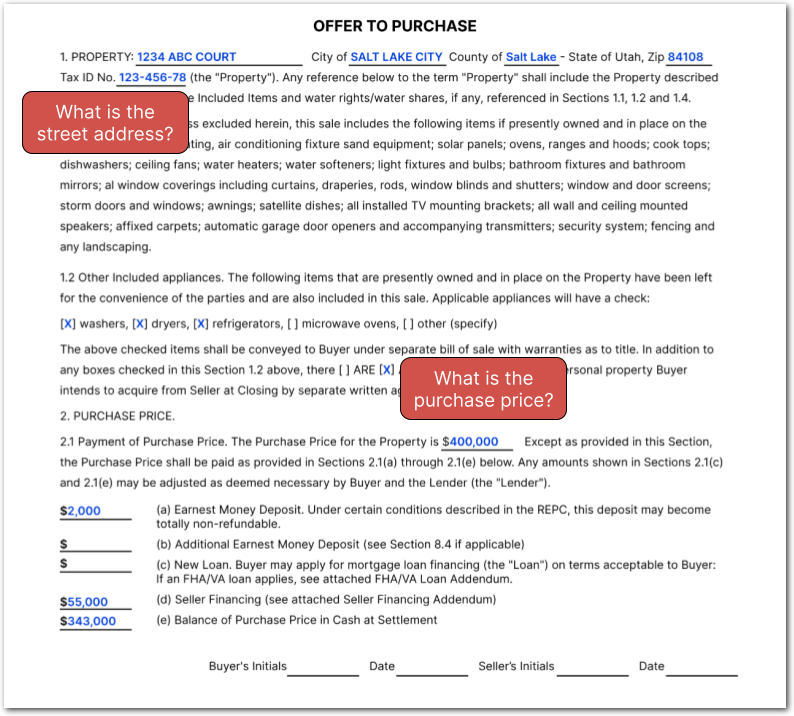 OFFER TO PURCHASE
1. PROPERTY: 1234 ABC COURT City of SALT LAKE CITY County of Salt Lake - State of Utah, Zip 84108
Tax ID No. 123-456-78 (the "Property"). Any reference below to the term "Property" shall include the Property described
What is the
street address?
Included Items and water rights/water shares, if any, referenced in Sections 1.1, 1.2 and 1.4.
excluded herein, this sale includes the following items if presently owned and in place on the
air conditioning fixture sand equipment; solar panels; ovens, ranges and hoods; cook tops;
dishwashers; ceiling fans; water heaters; water softeners; light fixtures and bulbs; bathroom fixtures and bathroom
mirrors; al window coverings including curtains, draperies, rods, window blinds and shutters; window and door screens;
storm doors and windows; awnings; satellite dishes; all installed TV mounting brackets; all wall and ceiling mounted
speakers; affixed carpets; automatic garage door openers and accompanying transmitters; security system; fencing and
any landscaping.
1.2 Other Included appliances. The following items that are presently owned and in place on the Property have been left
for the convenience of the parties and are also included in this sale. Applicable appliances will have a check:
[X] washers, [X] dryers, [X] refrigerators, [ ] microwave ovens, [ ] other (specify)
The above checked items shall be conveyed to Buyer under separate bill of sale with warranties as to title. In addition to
any boxes checked in this Section 1.2 above, there [ ] ARE [X] ersonal property Buyer
intends to acquire from Seller at Closing by separate written
What is the
purchase price?
2. PURCHASE PRICE.
2.1 Payment of Purchase Price. The Purchase Price for the Property is $400,000 Except as provided in this Section,
the Purchase Price shall be paid as provided in Sections 2.1(a) through 2.1(e) below. Any amounts shown in Sections 2.1(c)
and 2.1(e) may be adjusted as deemed necessary by Buyer and the Lender (the "Lender").
$2,000 (a) Earnest Money Deposit. Under certain conditions described in the REPC, this deposit may become
totally non-refundable.
$ (b) Additional Earnest Money Deposit (see Section 8.4 if applicable)
$ (c) New Loan. Buyer may apply for mortgage loan financing (the "Loan") on terms acceptable to Buyer:
If an FHA/VA loan applies, see attached FHA/VA Loan Addendum.
$55,000 (d) Seller Financing (see attached Seller Financing Addendum)
$343,000 (e) Balance of Purchase Price in Cash at Settlement
Buyer's Initials Date Seller's Initials Date